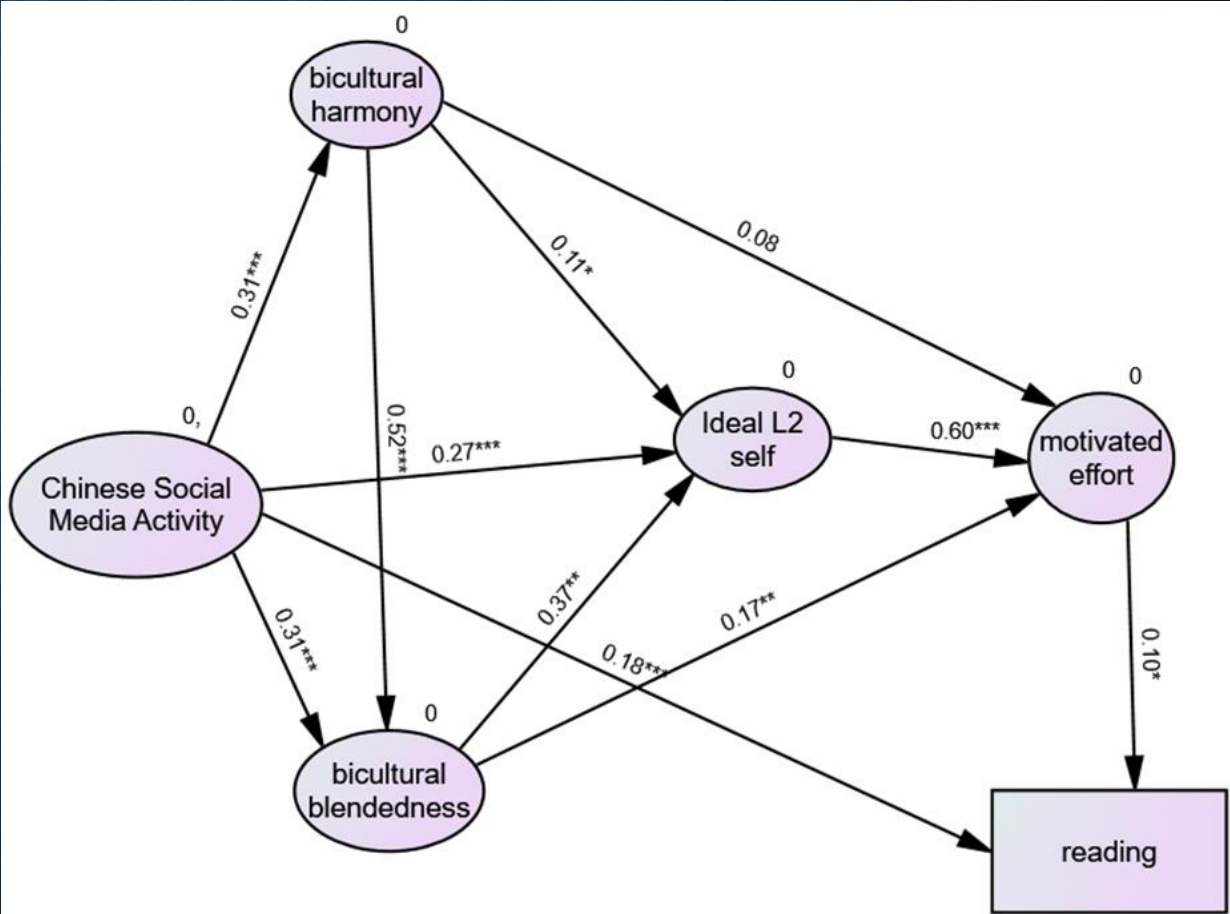 0
bicultural
harmony
0.31***
0.11*
0.08
0,
0.52***
0.27***
0
Ideal L2
self
0.60***
0
motivated
effort
Chinese Social
Media Activity
0.31***
0.37**
0.17**
0.18***
0.10*
0
bicultural
blendedness
reading